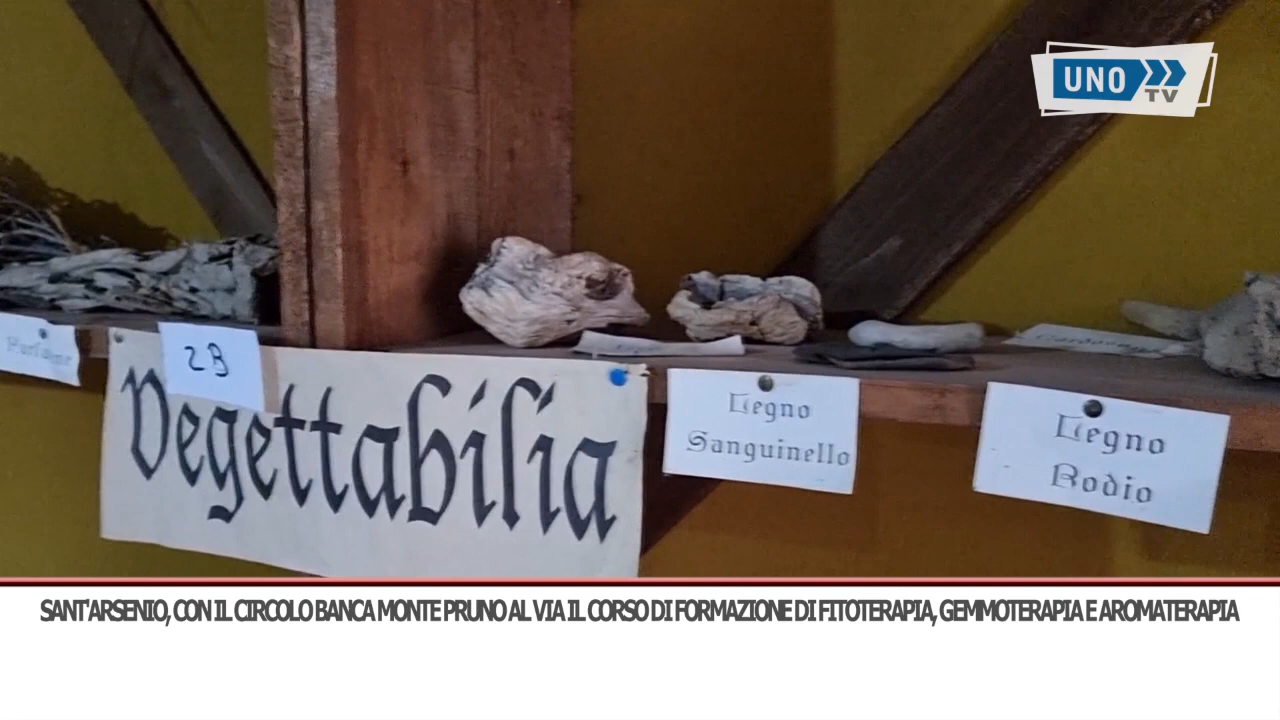 UNO
TV
2B
Vegettabilia
Legno
Sanguinello
Legno
Rodio
SANT'ARSENIO, CON IL CIRCOLO BANCA MONTE PRUNO AL VIA IL CORSO DI FORMAZIONE DI FITOTERAPIA, GEMMOTERAPIA E AROMATERAPIA